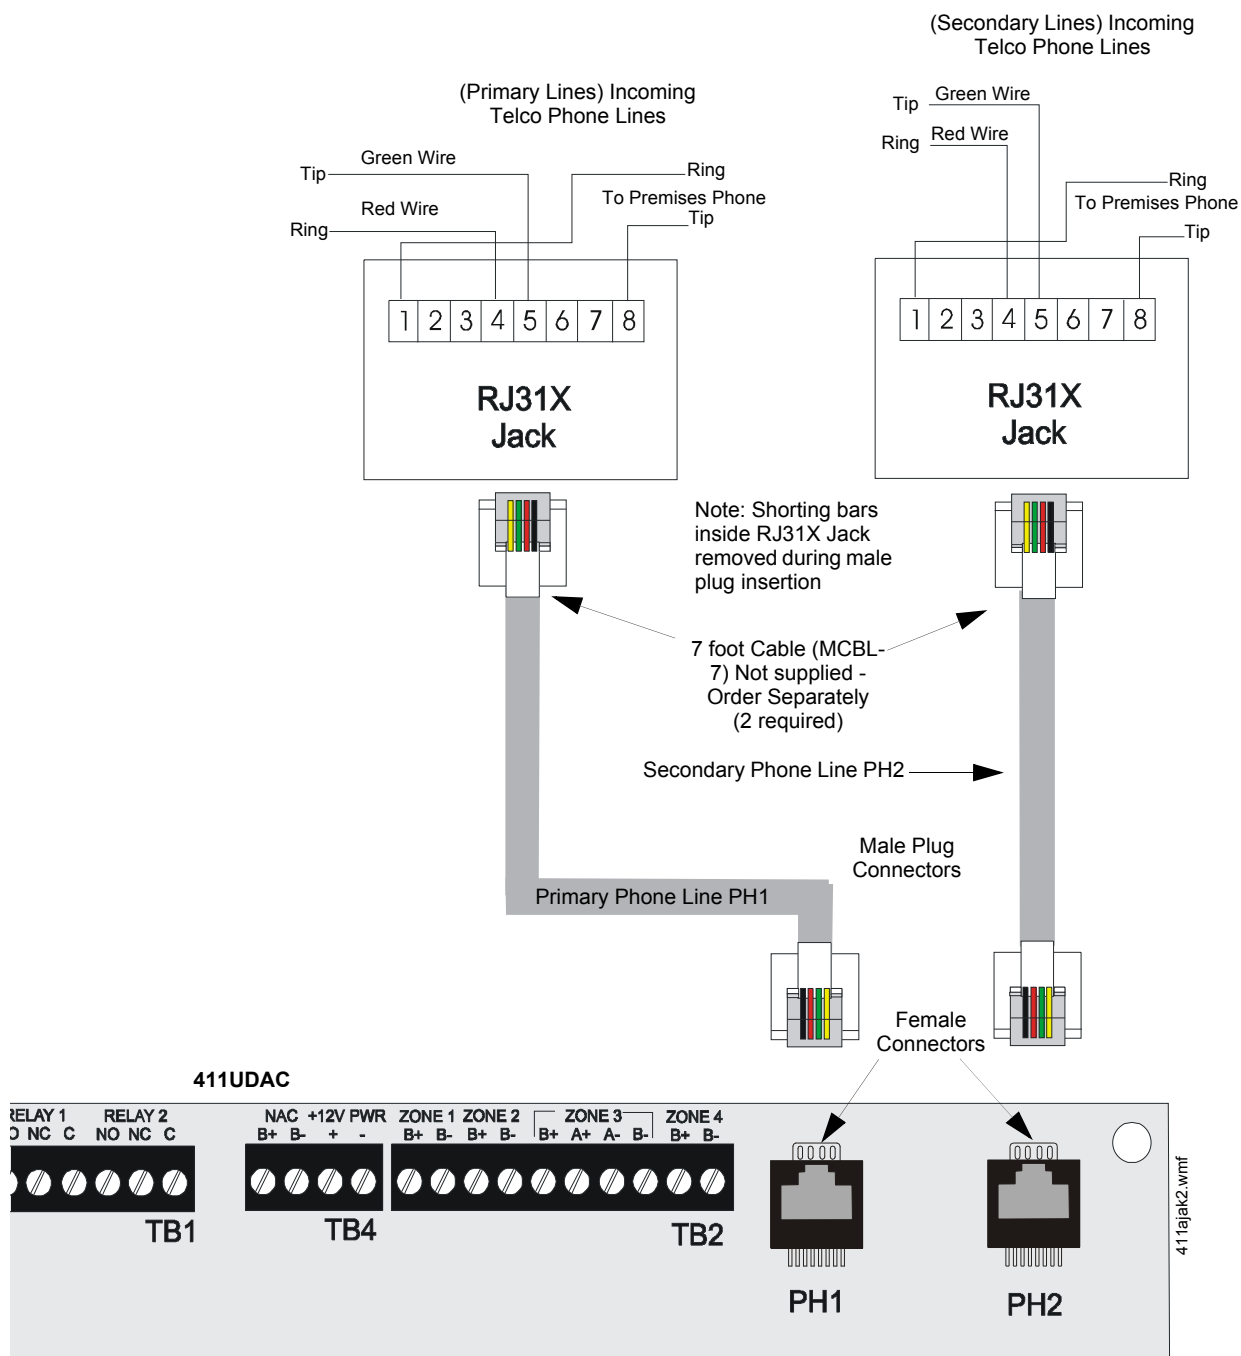 (Secondary Lines) Incoming
Telco Phone Lines
(Primary Lines) Incoming
Telco Phone Lines
Tip
Green Wire
Ring
Red Wire
Green Wire
Tip
Ring
To Premises Phone
Tip
Red Wire
Ring
Ring
To Premises Phone
Tip
1 2 3 4 5 6 7 8
RJ31X
Jack
1 2 3 4 5 6 7 8
RJ31X
Jack
Note: Shorting bars
inside RJ31X Jack
removed during male
plug insertion
7 foot Cable (MCBL-
7) Not supplied -
Order Separately
(2 required)
Secondary Phone Line PH2
Male Plug
Connectors
Primary Phone Line PH1
Female
Connectors
411UDAC
RELAY 1 RELAY 2 NAC +12V PWR ZONE 1 ZONE 2 ZONE 3 ZONE 4
O NC C NO NC C B+ B- + - B+ B- B+ B- B+ A+ A- B- B+ B-
TB1 TB4 TB2
PH1 PH2
411ajak2.wmf